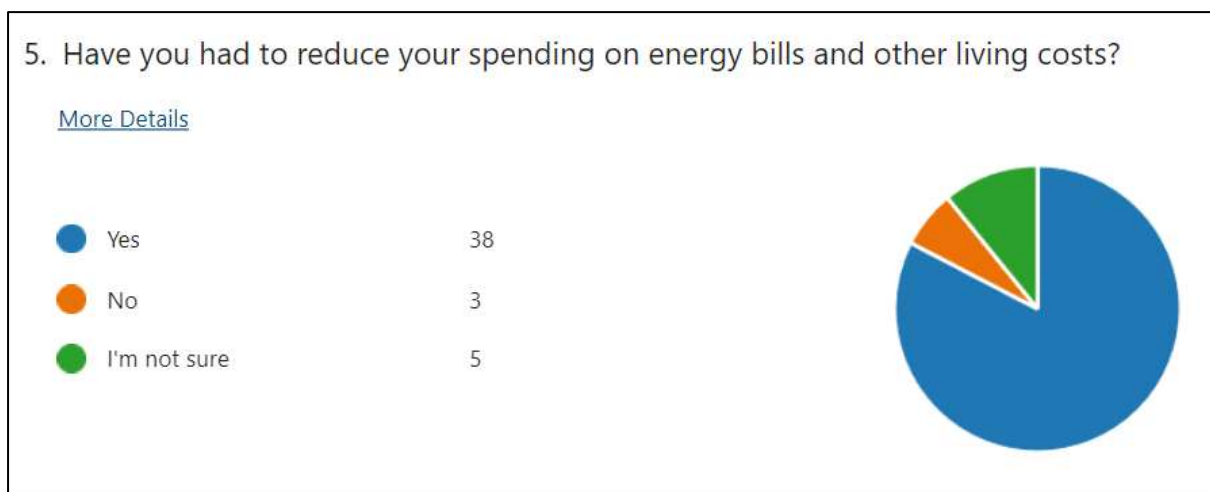 5. Have you had to reduce your spending on energy bills and other living costs?
More Details
Yes 38
No 3
I'm not sure 5